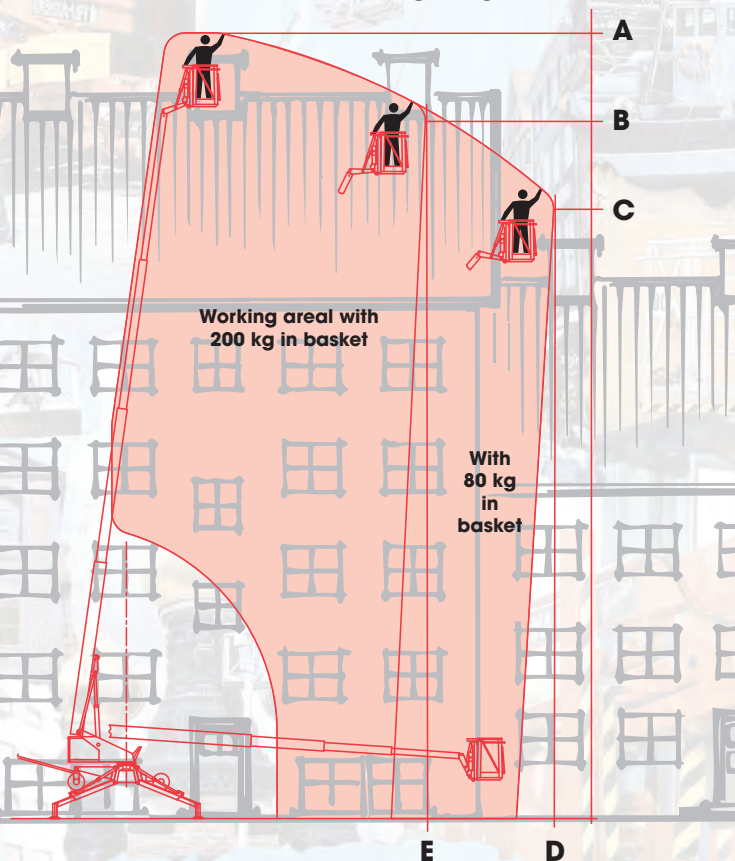 A
B
C
Working areal with
200 kg in basket
With
80 kg
in
basket
E
D